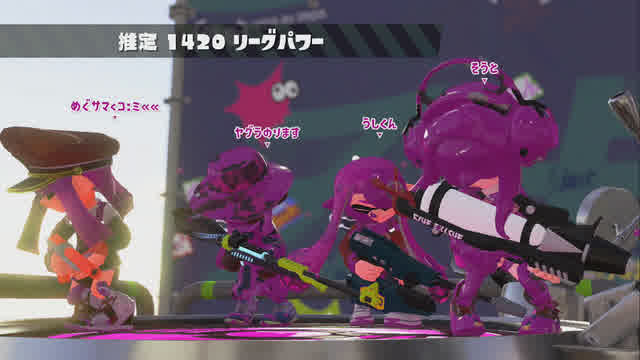 推定 1420 リーグパワー
そうと
めぐサマ<コ:ミ≪≪
ヤグラのります
うしくん